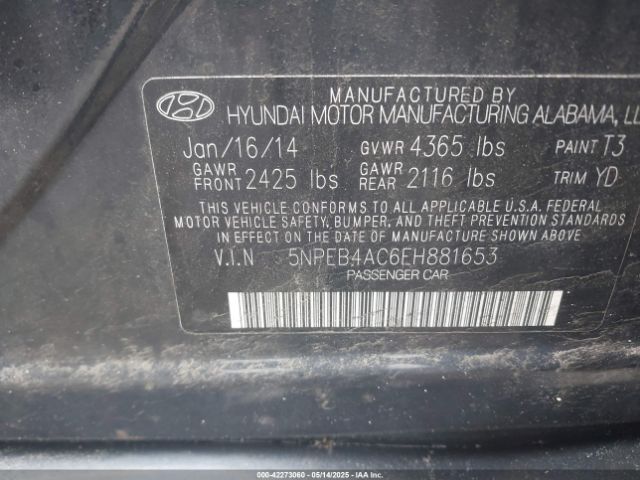 MANUFACTURED BY
HYUNDAI MOTOR MANUFACTURING ALABAMA, LL
Jan/16/14 GVWR 4365 lbs PAINT T3
GAWR FRONT 2425 lbs GAWR REAR 2116 lbs TRIM YD
THIS VEHICLE CONFORMS TO ALL APPLICABLE U.S.A. FEDERAL
MOTOR VEHICLE SAFETY, BUMPER, AND THEFT PREVENTION STANDARDS
IN EFFECT ON THE DATE OF MANUFACTURE SHOWN ABOVE.
V.I.N 5NPEB4AC6EH881653
PASSENGER CAR
000-42273060 - 05/14/2025 - IAAI.COM